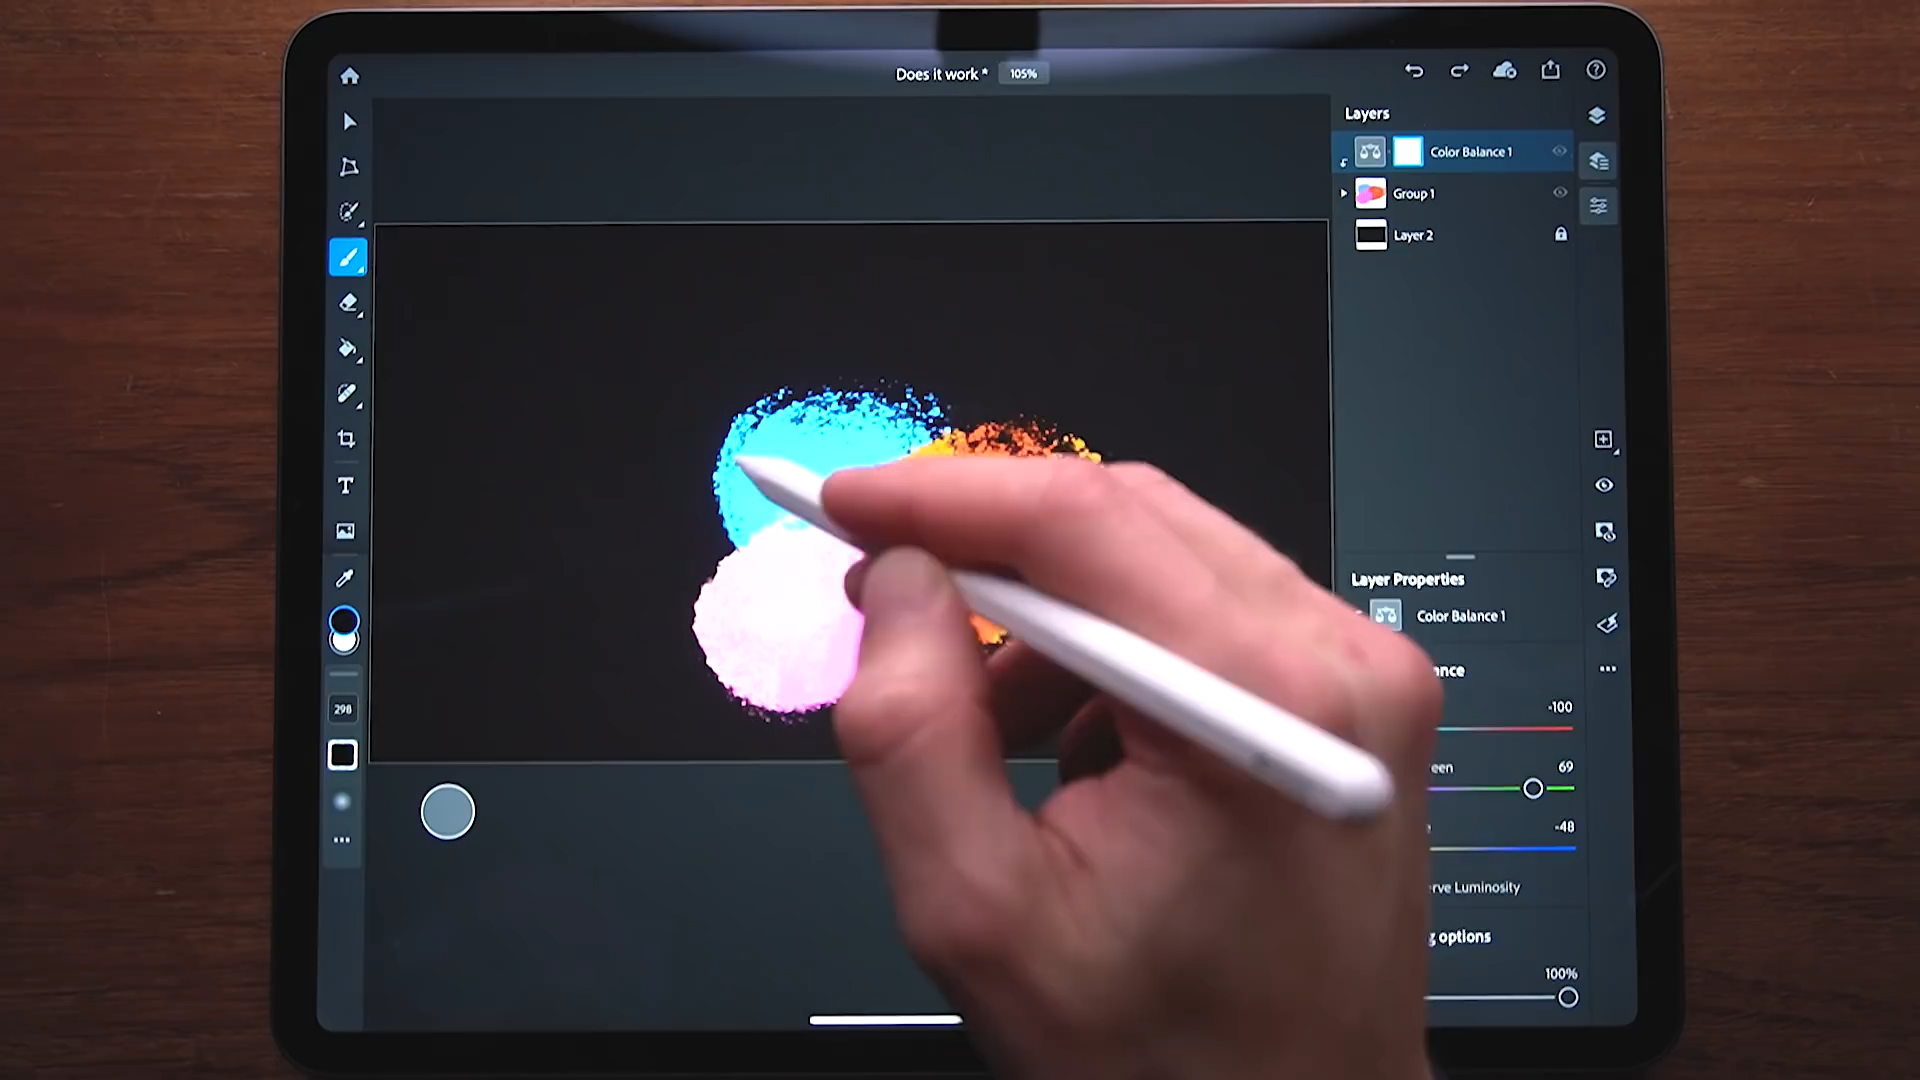 Does it work * 105%
Layers
Color Balance 1
Group 1
Layer 2
T
Layer Properties
Color Balance 1
ance
-100
een 69
298
-48
rve Luminosity
g options
100%